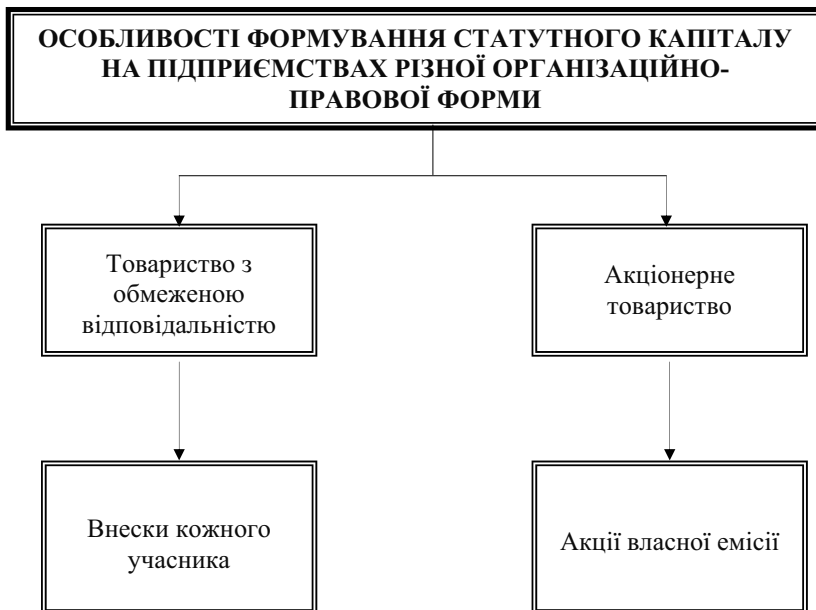 ОСОБЛИВОСТІ ФОРМУВАННЯ СТАТУТНОГО КАПІТАЛУ
НА ПІДПРИЄМСТВАХ РІЗНОЇ ОРГАНІЗАЦІЙНО-
ПРАВОВОЇ ФОРМИ
Товариство з
обмеженою
відповідальністю
Акціонерне
товариство
Внески кожного
учасника
Акції власної емісії